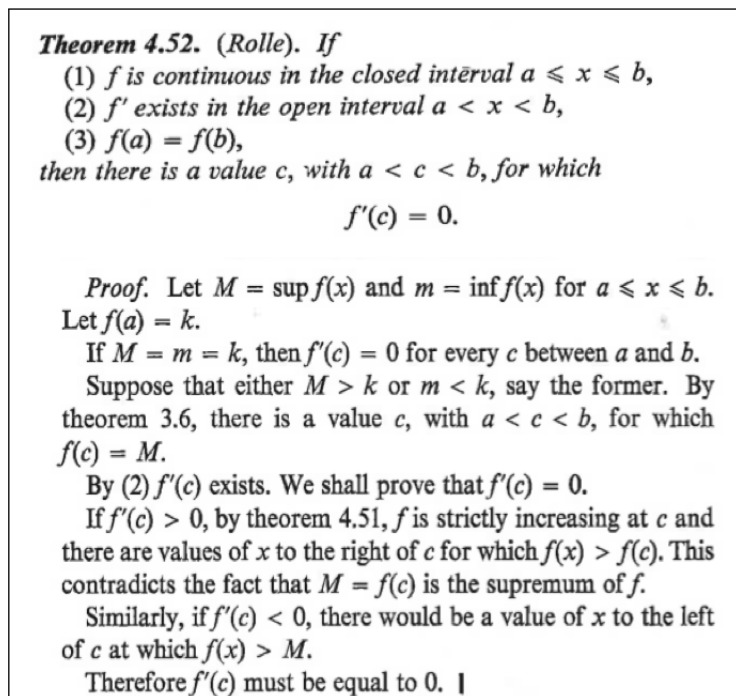 Theorem 4.52. (Rolle). If
(1) f is continuous in the closed interval a ⩽ x ⩽ b,
(2) f′ exists in the open interval a < x < b,
(3) f(a) = f(b),
then there is a value c, with a < c < b, for which
f′(c) = 0.
Proof. Let M = sup f(x) and m = inf f(x) for a ⩽ x ⩽ b.
Let f(a) = k.
If M = m = k, then f′(c) = 0 for every c between a and b.
Suppose that either M > k or m < k, say the former. By
theorem 3.6, there is a value c, with a < c < b, for which
f(c) = M.
By (2) f′(c) exists. We shall prove that f′(c) = 0.
If f′(c) > 0, by theorem 4.51, f is strictly increasing at c and
there are values of x to the right of c for which f(x) > f(c). This
contradicts the fact that M = f(c) is the supremum of f.
Similarly, if f′(c) < 0, there would be a value of x to the left
of c at which f(x) > M.
Therefore f′(c) must be equal to 0. |